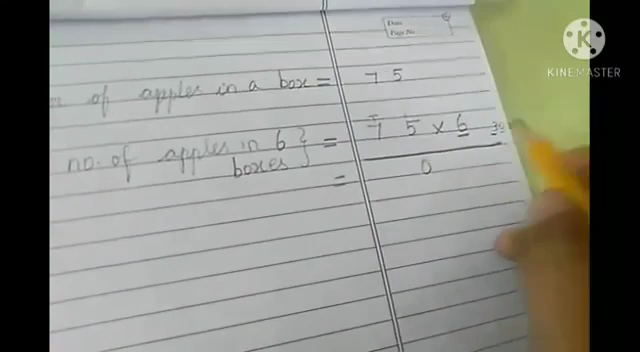 Date
Page No.
KINEMASTER
of apples in a box = 75
no. of apples in 6 } = 75 × 6
boxes
= 0